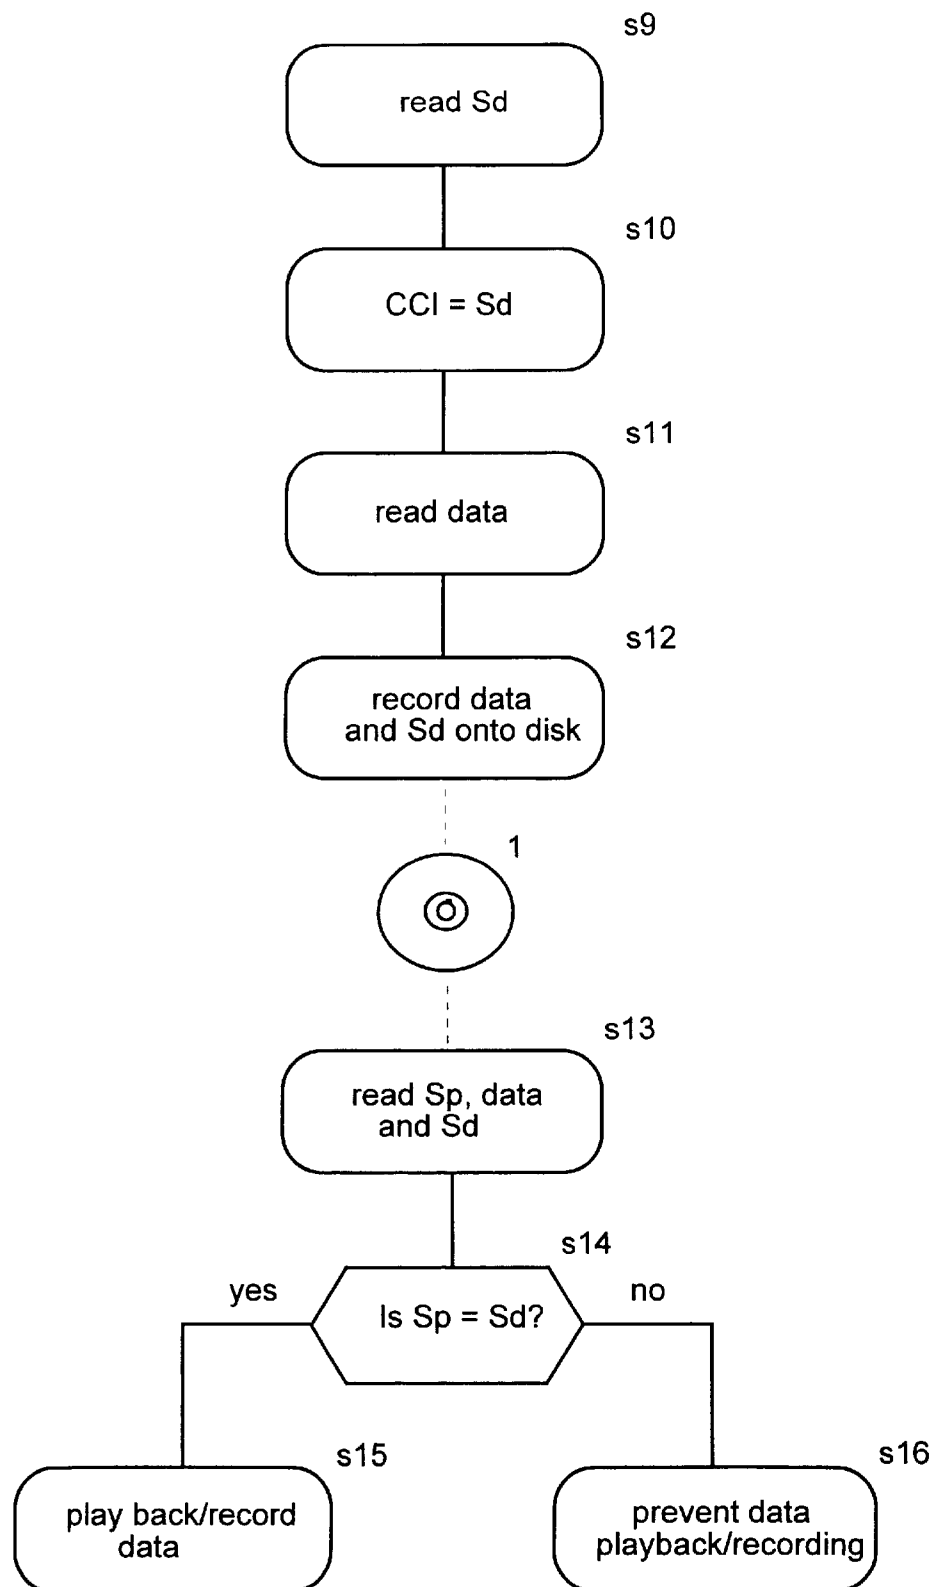 s9
read Sd
s10
CCI = Sd
s11
read data
s12
record data
and Sd onto disk
1
s13
read Sp, data
and Sd
s14
yes
Is Sp = Sd?
no
s15
s16
play back/record
data
prevent data
playback/recording